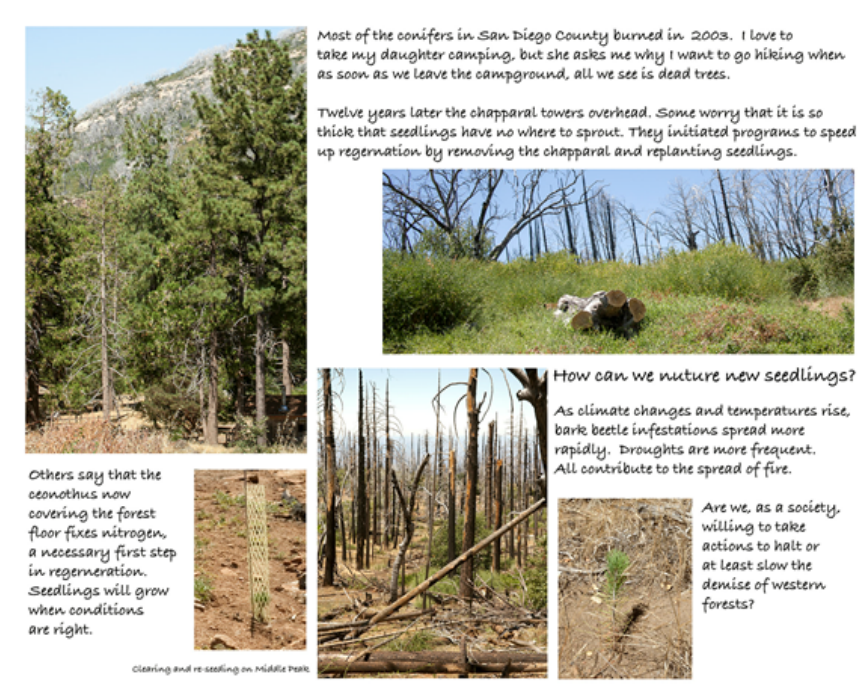 Most of the conifers in San Diego County burned in 2003. I love to
take my daughter camping, but she asks me why I want to go hiking when
as soon as we leave the campground, all we see is dead trees.
Twelve years later the chapparal towers overhead. Some worry that it is so
thick that seedlings have no where to sprout. They initiated programs to speed
up regernation by removing the chapparal and replanting seedlings.
How can we nuture new seedlings?
As climate changes and temperatures rise,
bark beetle infestations spread more
rapidly. Droughts are more frequent.
All contribute to the spread of fire.
Others say that the
ceonothus now
covering the forest
floor fixes nitrogen,
a necessary first step
in regerneration.
Seedlings will grow
when conditions
are right.
Are we, as a society,
willing to take
actions to halt or
at least slow the
demise of western
forests?
Clearing and re-seeding on Middle Peak